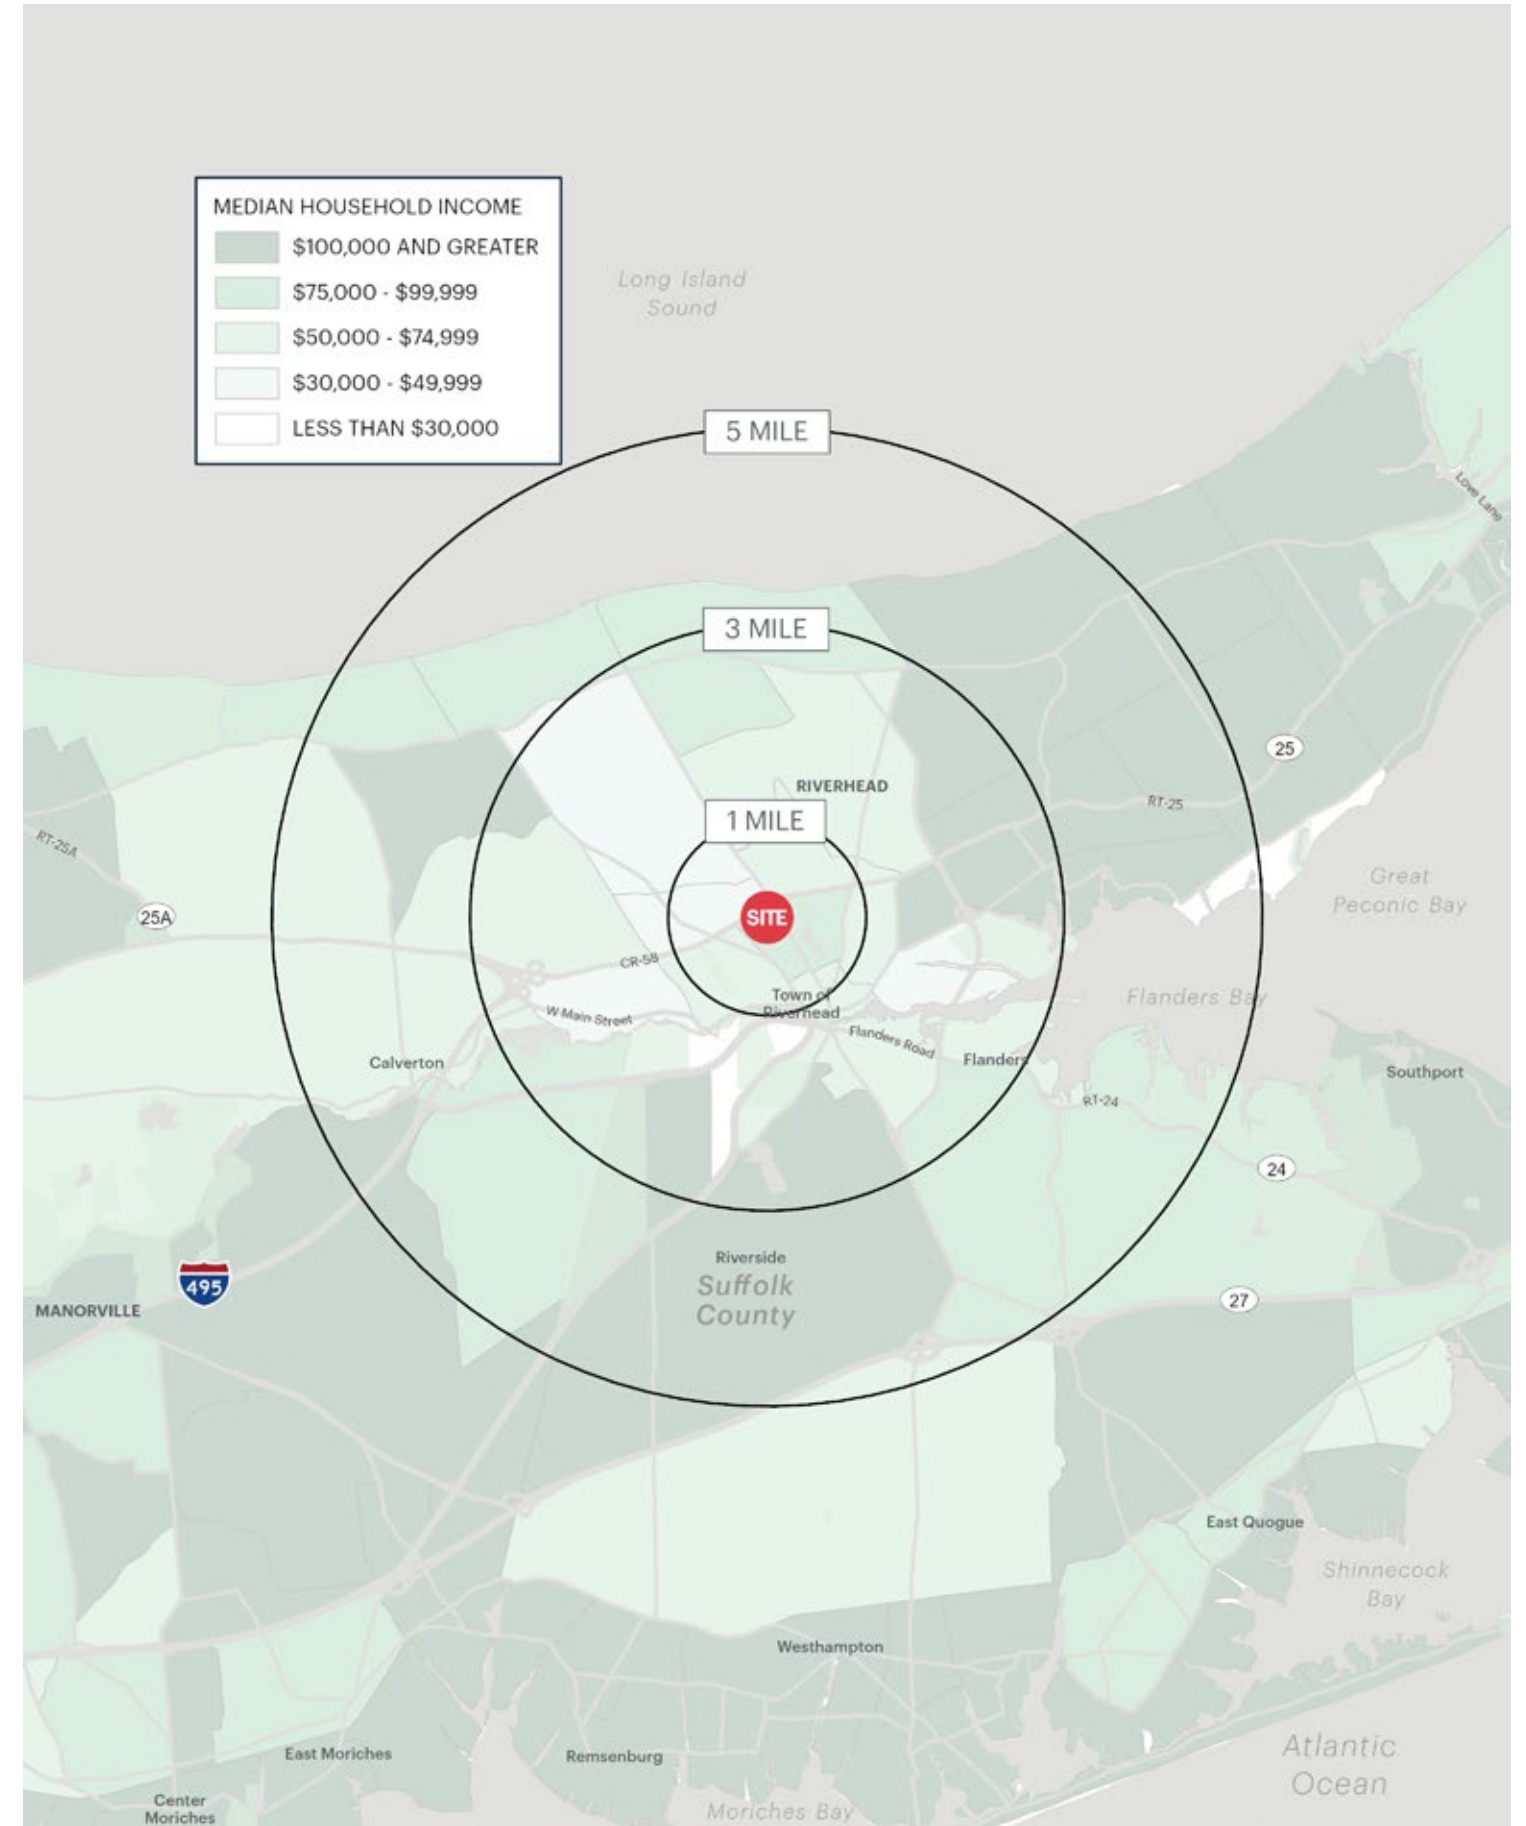 MEDIAN HOUSEHOLD INCOME
$100,000 AND GREATER
$75,000 - $99,999
$50,000 - $74,999
$30,000 - $49,999
LESS THAN $30,000
Long Island
Sound
5 MILE
Love Lane
3 MILE
25
RIVERHEAD
RT-25
1 MILE
RT-25A
Great
Peconic Bay
25A
SITE
CR-58
Town of
Riverhead
Flanders Bay
W Main Street
Flanders Road
Calverton
Flanders
Southport
RT-24
24
Riverside
Suffolk
County
495
27
MANORVILLE
East Quogue
Shinnecock
Bay
Westhampton
East Moriches
Remsenburg
Atlantic
Ocean
Center
Moriches
Moriches Bay